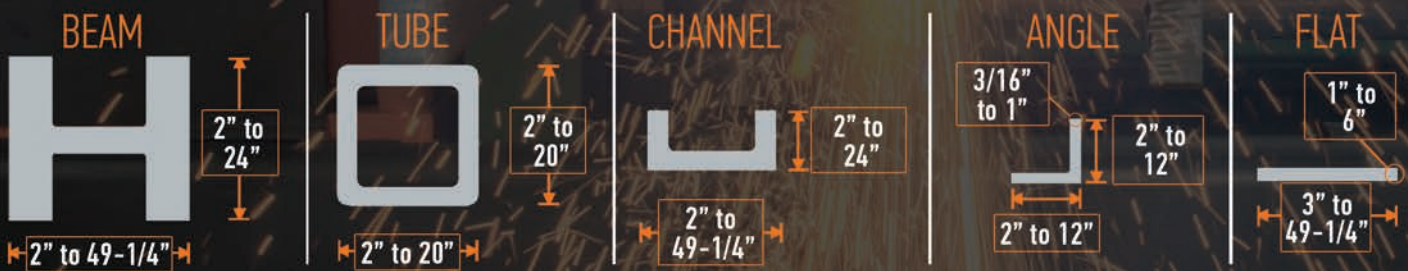 BEAM
2” to
24”
2” to 49-1/4”
TUBE
2” to
20”
2” to 20”
CHANNEL
2” to
24”
2” to
49-1/4”
ANGLE
3/16”
to 1”
2” to
12”
2” to 12”
FLAT
1” to
6”
3” to
49-1/4”